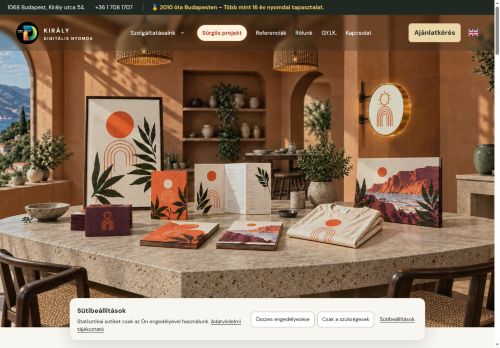 1068 Budapest, Király utca 54. +36 1 708 1707 🏅 2010 óta Budapesten – Több mint 16 év nyomdai tapasztalat.
KIRÁLY
DIGITÁLIS NYOMDA
Szolgáltatásaink Sürgős projekt Referenciák Rólunk GY.I.K. Kapcsolat Ajánlatkérés
Sütibeállítások
Statisztikai sütiket csak az Ön engedélyével használunk. Adatvédelmi
tájékoztató
Összes engedélyezése Csak a szükségesek Sütibeállítások